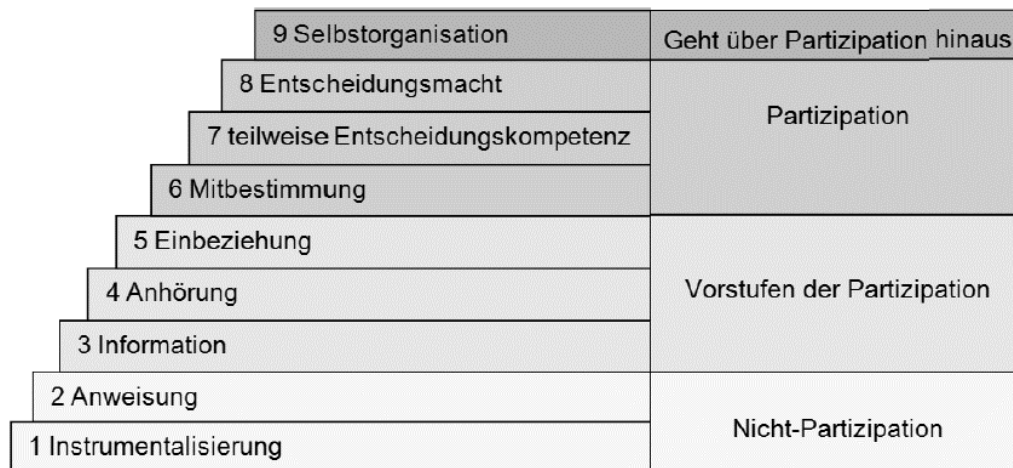 9 Selbstorganisation
Geht über Partizipation hinaus
8 Entscheidungsmacht
7 teilweise Entscheidungskompetenz
6 Mitbestimmung
Partizipation
5 Einbeziehung
4 Anhörung
3 Information
Vorstufen der Partizipation
2 Anweisung
1 Instrumentalisierung
Nicht-Partizipation